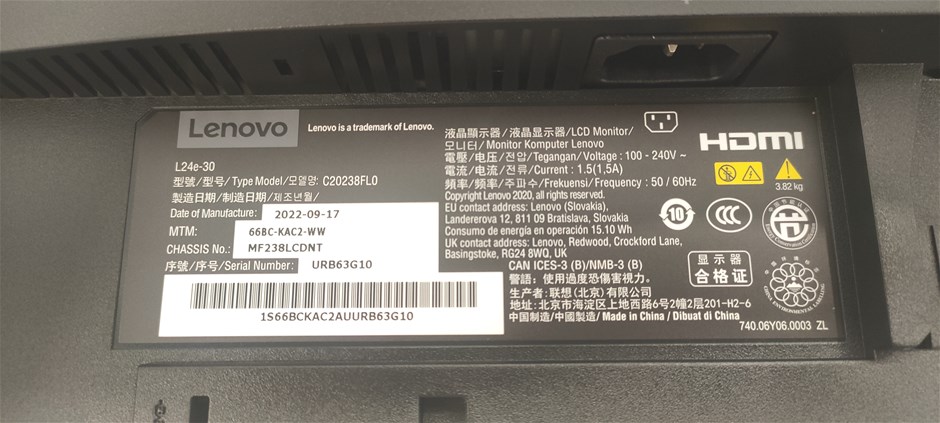 Lenovo
Lenovo is a trademark of Lenovo.
L24e-30
型號/型号/Type Model/모델명: C20238FL0
製造日期/制造日期/제조년월/
Date of Manufacture: 2022-09-17
MTM: 66BC-KAC2-WW
CHASSIS No.: MF238LCDNT
序號/序号/Serial Number: URB63G10
1S66BCKAC2AUURB63G10
液晶顯示器/液晶显示器/LCD Monitor/
모니터/Monitor Komputer Lenovo
電壓/电压/전압/Tegangan/Voltage: 100 - 240V~
電流/电流/전류/Current: 1.5(1,5A)
頻率/频率/주파수/Frekuensi/Frequency: 50 / 60Hz
Copyright Lenovo 2020, all rights reserved.
EU contact address: Lenovo (Slovakia),
Landererova 12, 811 09 Bratislava, Slovakia
Consumo de energía en operación 15.10 Wh
UK contact address: Lenovo, Redwood, Crockford Lane,
Basingstoke, RG24 8WQ, UK
CAN ICES-3 (B)/NMB-3 (B)
警語: 使用過度恐傷害視力。
生产者: 联想(北京)有限公司
地址: 北京市海淀区上地西路6号2幢2层201-H2-6
中国制造/中國製造/Made in China / Dibuat di China
HDMI
3.82 kg
10
CCC
显示器
合格证
740.06Y06.0003 ZL